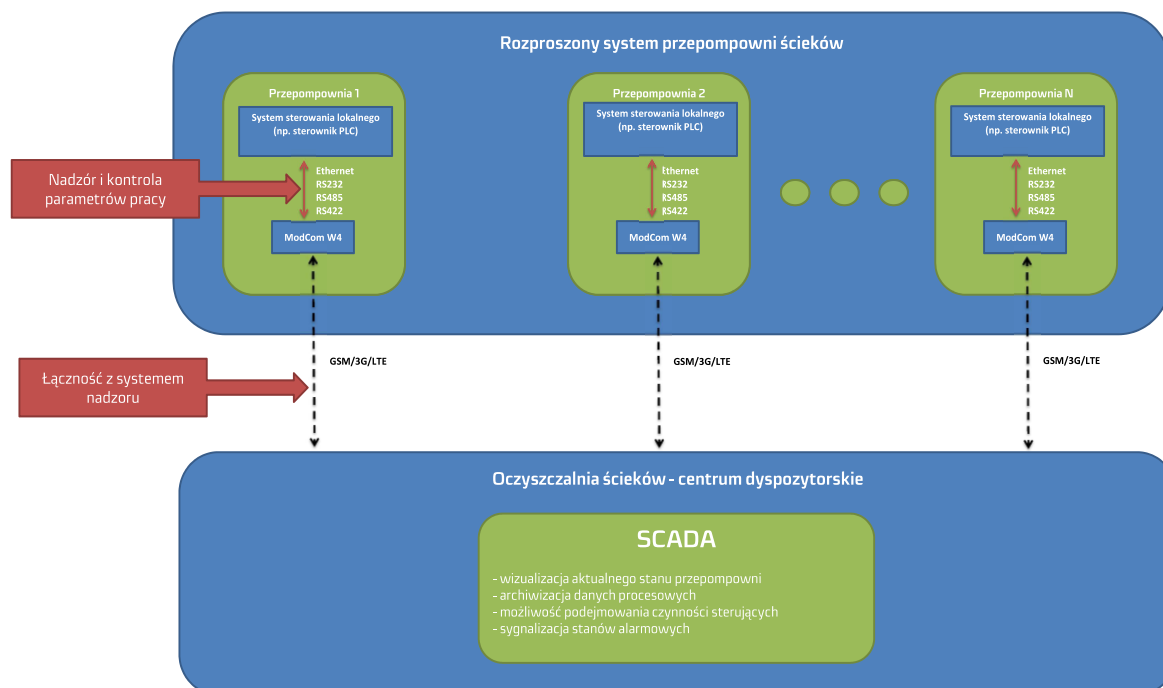 Rozproszony system przepompowni ścieków
Przepompownia 1
System sterowania lokalnego
(np. sterownik PLC)
Ethernet
RS232
RS485
RS422
ModCom W4
Przepompownia 2
System sterowania lokalnego
(np. sterownik PLC)
Ethernet
RS232
RS485
RS422
ModCom W4
Przepompownia N
System sterowania lokalnego
(np. sterownik PLC)
Ethernet
RS232
RS485
RS422
ModCom W4
Nadzór i kontrola
parametrów pracy
GSM/3G/LTE
GSM/3G/LTE
GSM/3G/LTE
Łączność z systemem
nadzoru
Oczyszczalnia ścieków - centrum dyspozytorskie
SCADA
- wizualizacja aktualnego stanu przepompowni
- archiwizacja danych procesowych
- możliwość podejmowania czynności sterujących
- sygnalizacja stanów alarmowych